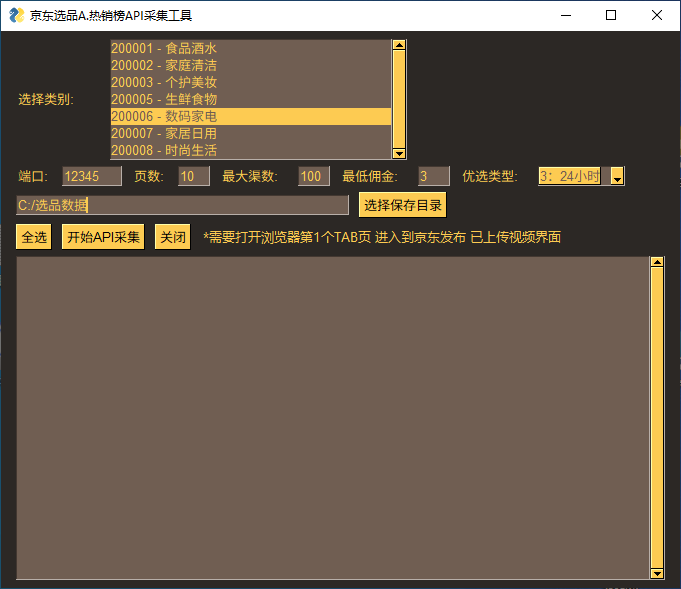 京东选品A.热销榜API采集工具
200001 - 食品酒水
200002 - 家庭清洁
200003 - 个护美妆
选择类别:
200005 - 生鲜食物
200006 - 数码家电
200007 - 家居日用
200008 - 时尚生活
端口: 12345 页数: 10 最大渠数: 100 最低佣金: 3 优选类型: 3：24小时
C:/选品数据 选择保存目录
全选 开始API采集 关闭 *需要打开浏览器第1个TAB页 进入到京东发布 已上传视频界面